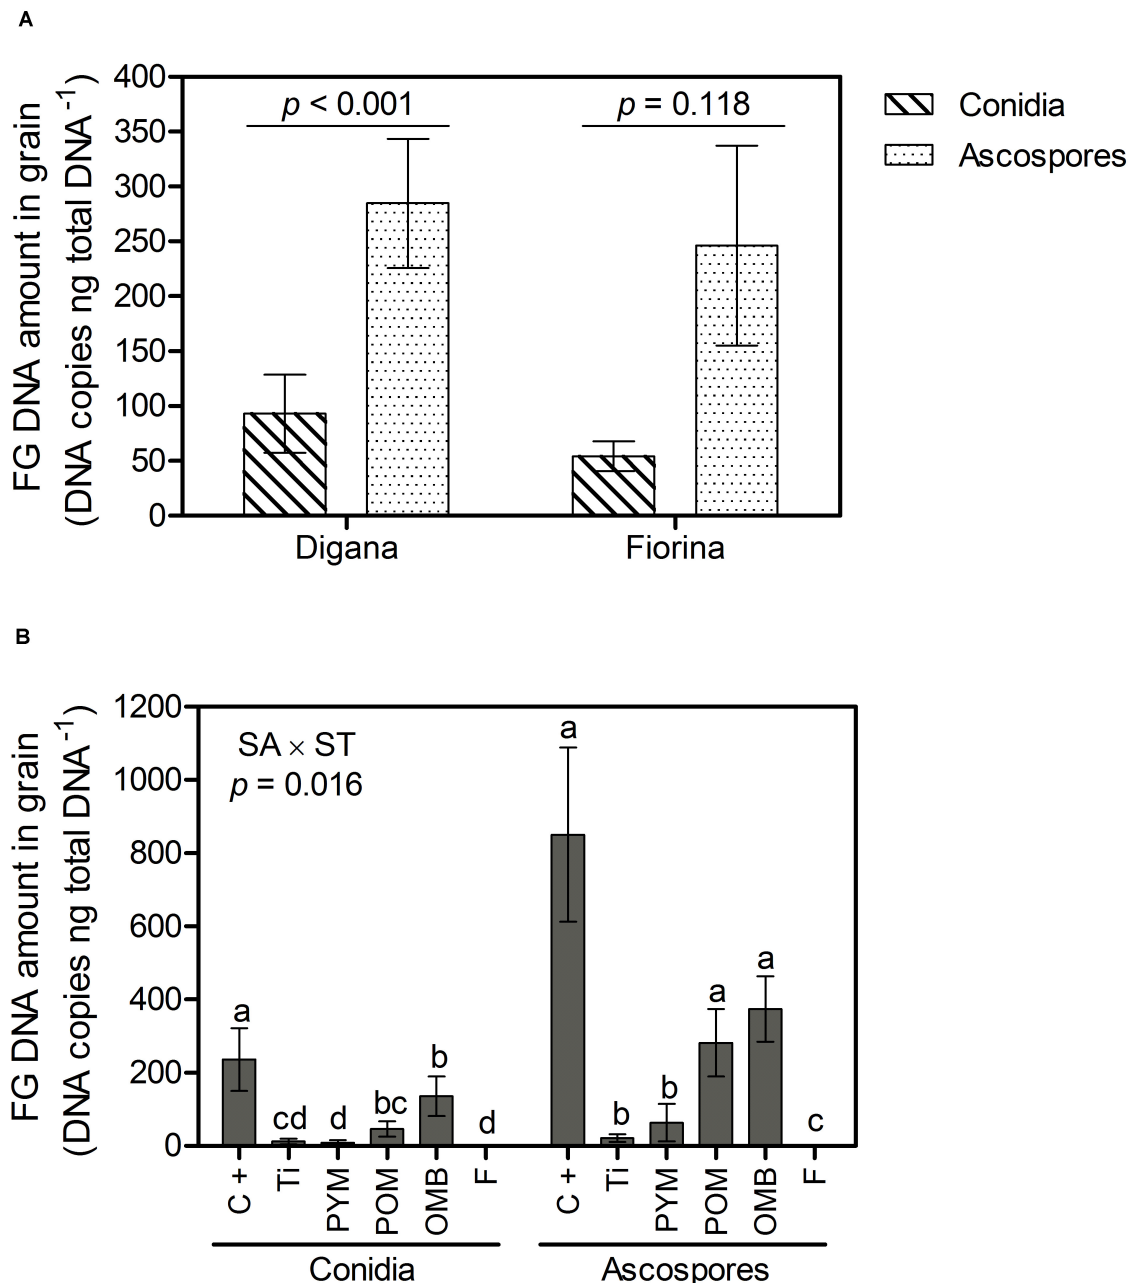 A
FG DNA amount in grain
(DNA copies ng total DNA⁻¹)
400
350
300
250
200
150
100
50
0
p < 0.001
p = 0.118
Conidia
Ascospores
Digana
Fiorina
B
FG DNA amount in grain
(DNA copies ng total DNA⁻¹)
1200
1000
800
600
400
200
0
SA × ST
p = 0.016
a
cd
d
bc
b
d
a
b
b
a
a
c
C +
Ti
PYM
POM
OMB
F
C +
Ti
PYM
POM
OMB
F
Conidia
Ascospores